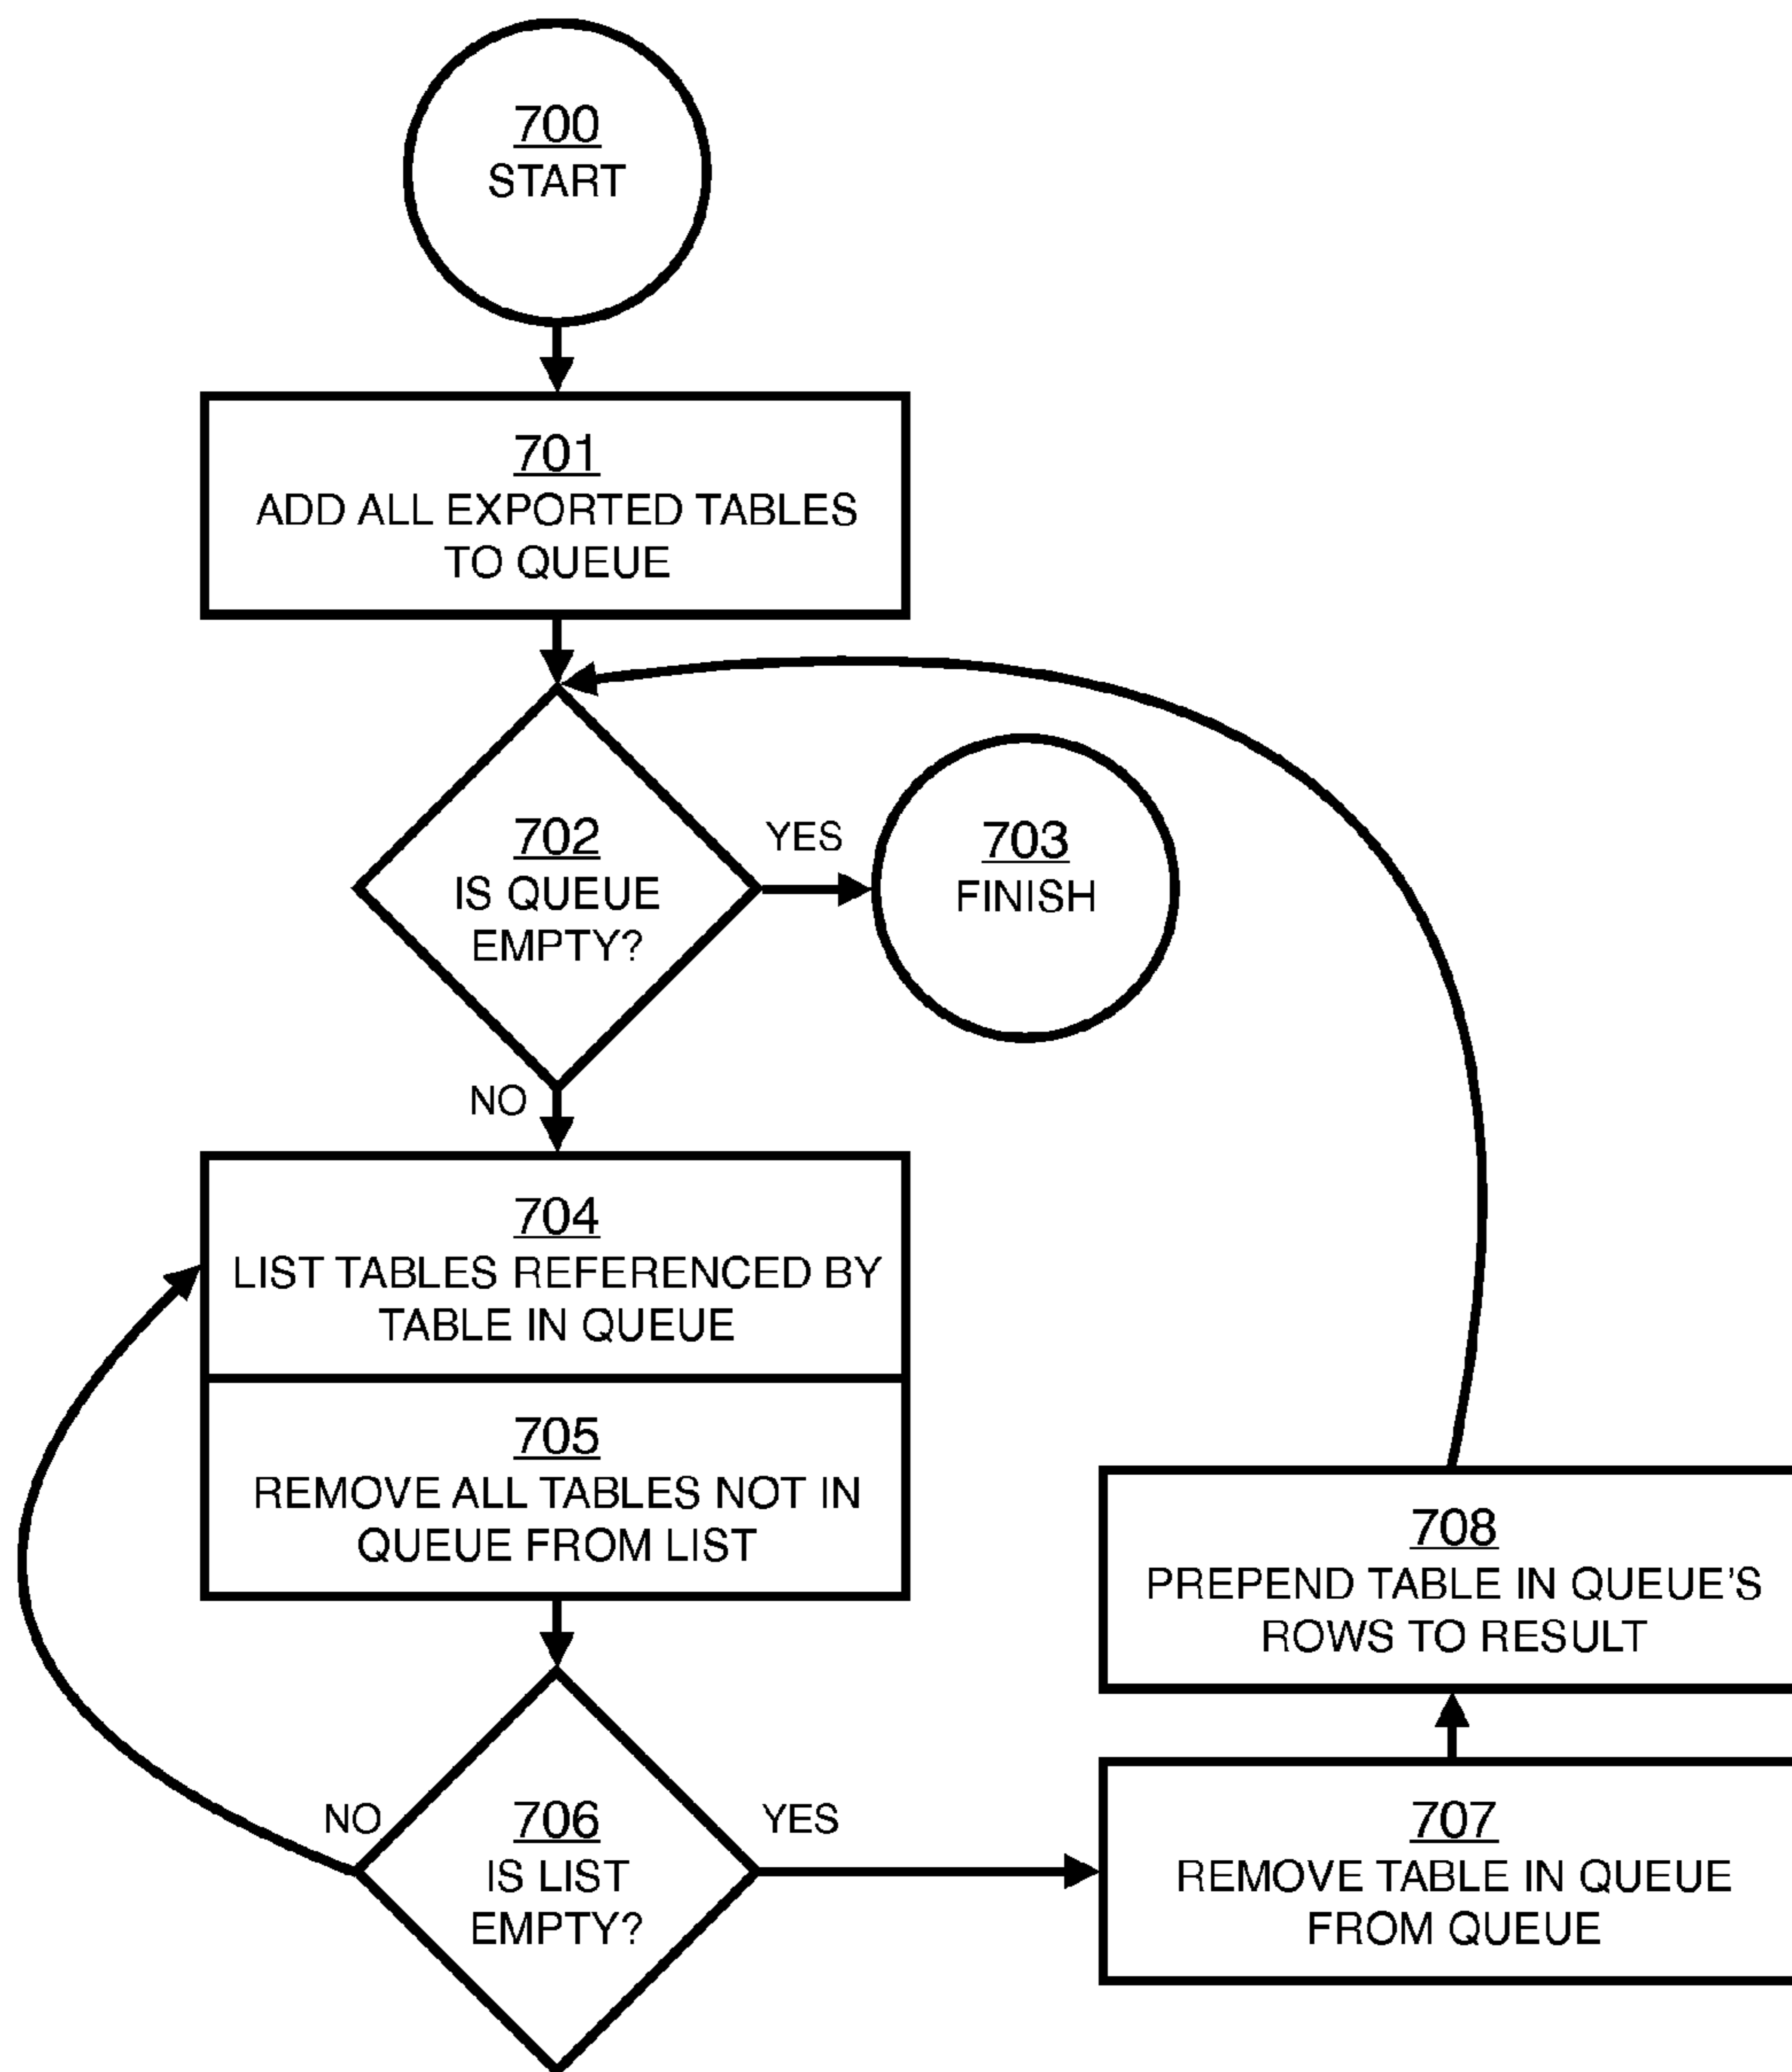 700
START
701
ADD ALL EXPORTED TABLES
TO QUEUE
702
IS QUEUE
EMPTY?
YES
703
FINISH
NO
704
LIST TABLES REFERENCED BY
TABLE IN QUEUE
705
REMOVE ALL TABLES NOT IN
QUEUE FROM LIST
706
IS LIST
EMPTY?
NO
YES
707
REMOVE TABLE IN QUEUE
FROM QUEUE
708
PREPEND TABLE IN QUEUE'S
ROWS TO RESULT